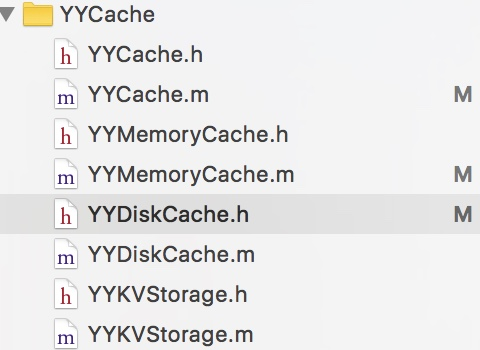 YYCache
h YYCache.h
m YYCache.m M
h YYMemoryCache.h
m YYMemoryCache.m M
h YYDiskCache.h M
m YYDiskCache.m
h YYKVStorage.h
m YYKVStorage.m